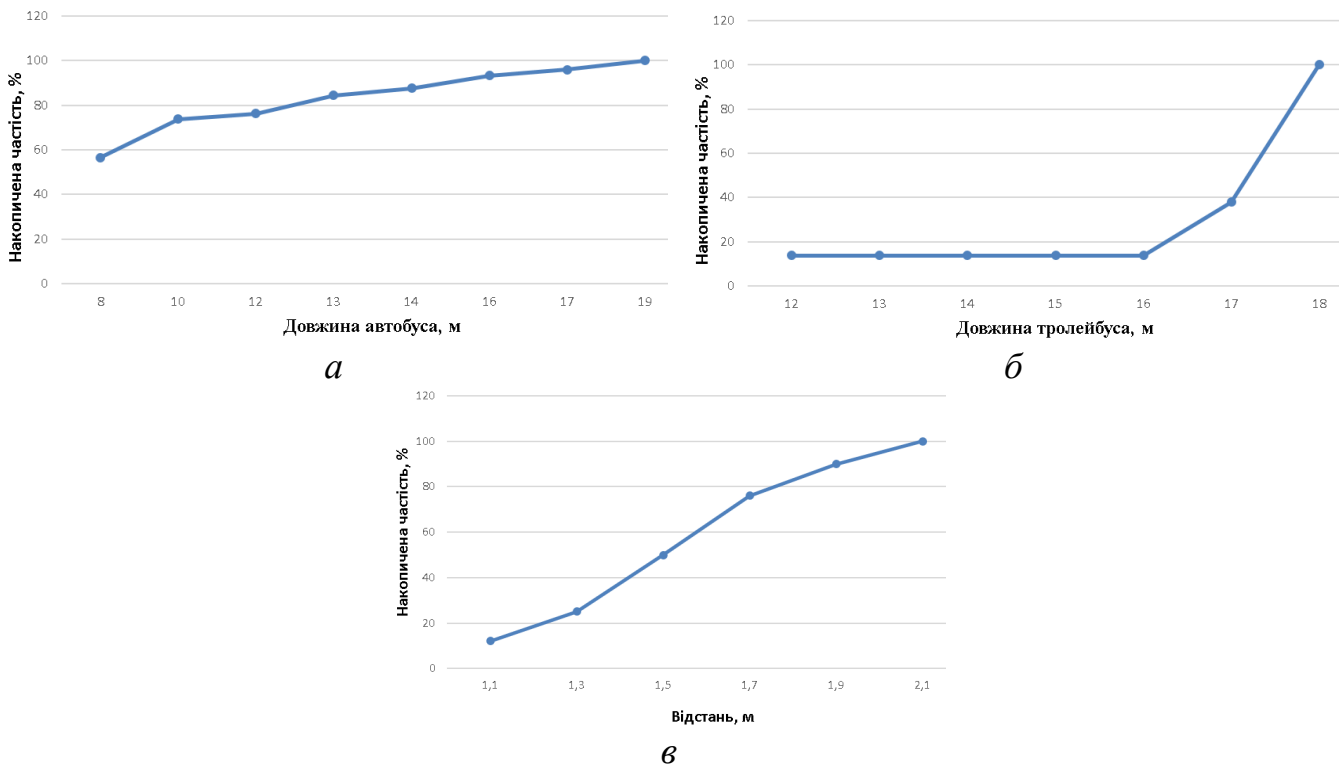 120
100
80
60
40
20
0
Накопичена частість, %
8 10 12 13 14 16 17 19
Довжина автобуса, м
а
120
100
80
60
40
20
0
Накопичена частість, %
12 13 14 15 16 17 18
Довжина тролейбуса, м
б
120
100
80
60
40
20
0
Накопичена частість, %
1,1 1,3 1,5 1,7 1,9 2,1
Відстань, м
в